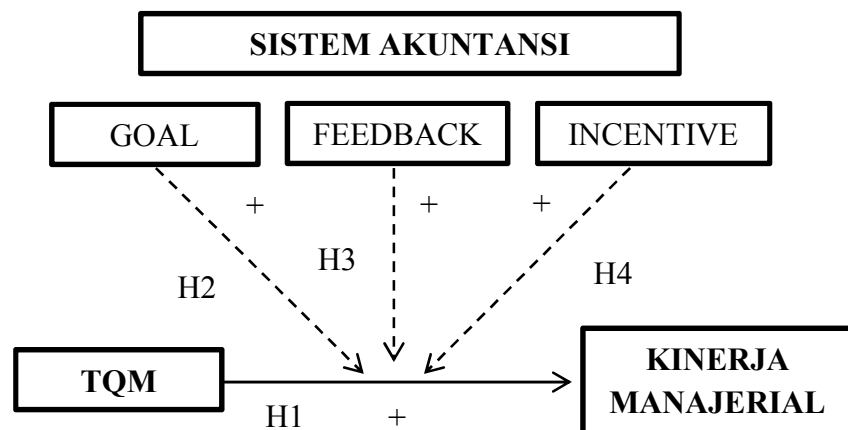 SISTEM AKUNTANSI
GOAL
FEEDBACK
INCENTIVE
+
+
+
H3
H2
H4
TQM
KINERJA
MANAJERIAL
H1
+